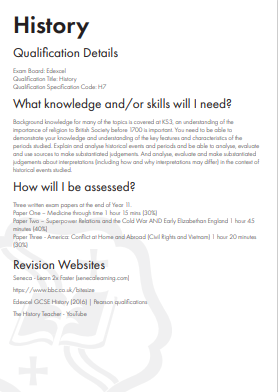 History
Qualification Details
Exam Board: Edexcel
Qualification Title: History
Qualification Specification Code: H7
What knowledge and/or skills will I need?
Background knowledge for many of the topics is covered at KS3, an understanding of the
importance of religion to British Society before 1700 is important. You need to be able to
demonstrate your knowledge and understanding of the key features and characteristics of the
periods studied. Explain and analyse historical events and periods and be able to analyse, evaluate
and use sources to make substantiated judgements. And analyse, evaluate and make substantiated
judgements about interpretations (including how and why interpretations may differ) in the context of
historical events studied.
How will I be assessed?
Three written exam papers at the end of Year 11.
Paper One – Medicine through time 1 hour 15 mins (30%)
Paper Two – Superpower Relations and the Cold War AND Early Elizabethan England 1 hour 45
minutes (40%)
Paper Three - America: Conflict at Home and Abroad (Civil Rights and Vietnam) 1 hour 20 minutes
(30%)
Revision Websites
Seneca - Learn 2x Faster (senecalearning.com)
https://www.bbc.co.uk/bitesize
Edexcel GCSE History (2016) | Pearson qualifications
The History Teacher - YouTube